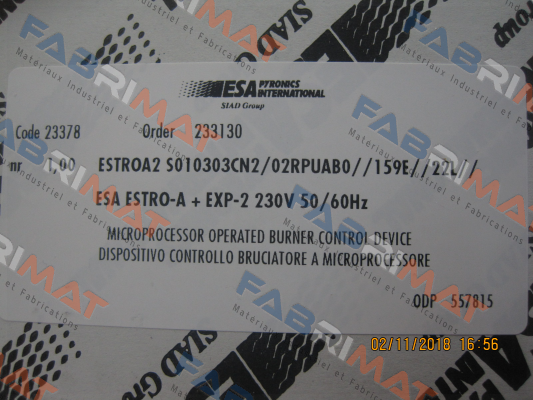 ESA PYRONICS
INTERNATIONAL
SIAD Group
Code 23378 Order 233130
nr 1,00 ESTROA2 S010303CN2/02RPUAB0//159E//22L//
ESA ESTRO-A + EXP-2 230V 50/60Hz
MICROPROCESSOR OPERATED BURNER CONTROL DEVICE
DISPOSITIVO CONTROLLO BRUCIATORE A MICROPROCESSORE
ODP 557815
02/11/2018 16:56
FABRIMAT
Materiaux Industriel et Fabrications
SIAD Group